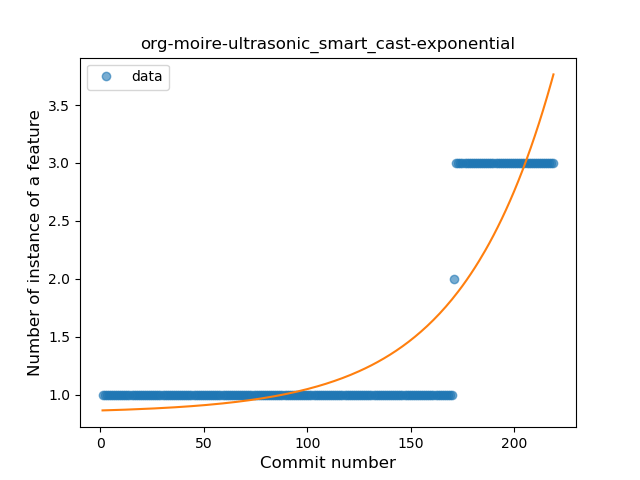 org-moire-ultrasonic_smart_cast-exponential
data
Number of instance of a feature
3.5
3.0
2.5
2.0
1.5
1.0
0
50
100
150
200
Commit number